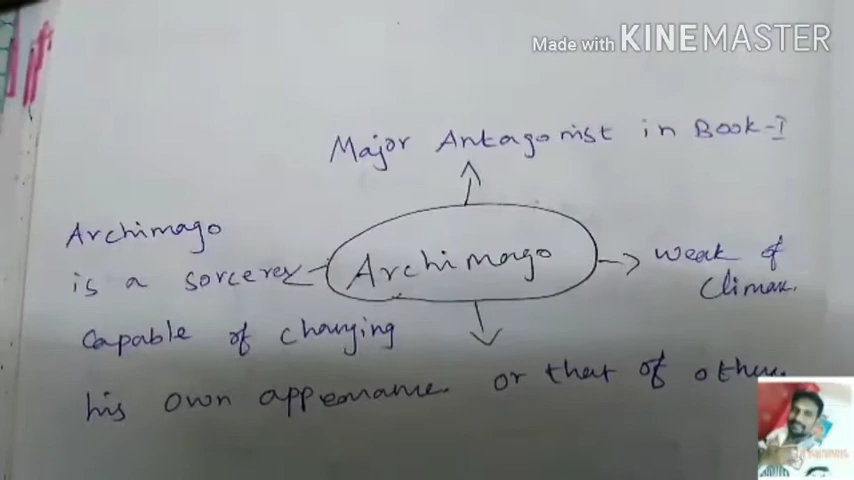 Made with KINEMASTER
Major Antagonist in Book-I
Archimago
Archimago
is a sorcerer
weak of
Climax.
Capable of changing
his own appearance. or that of others.